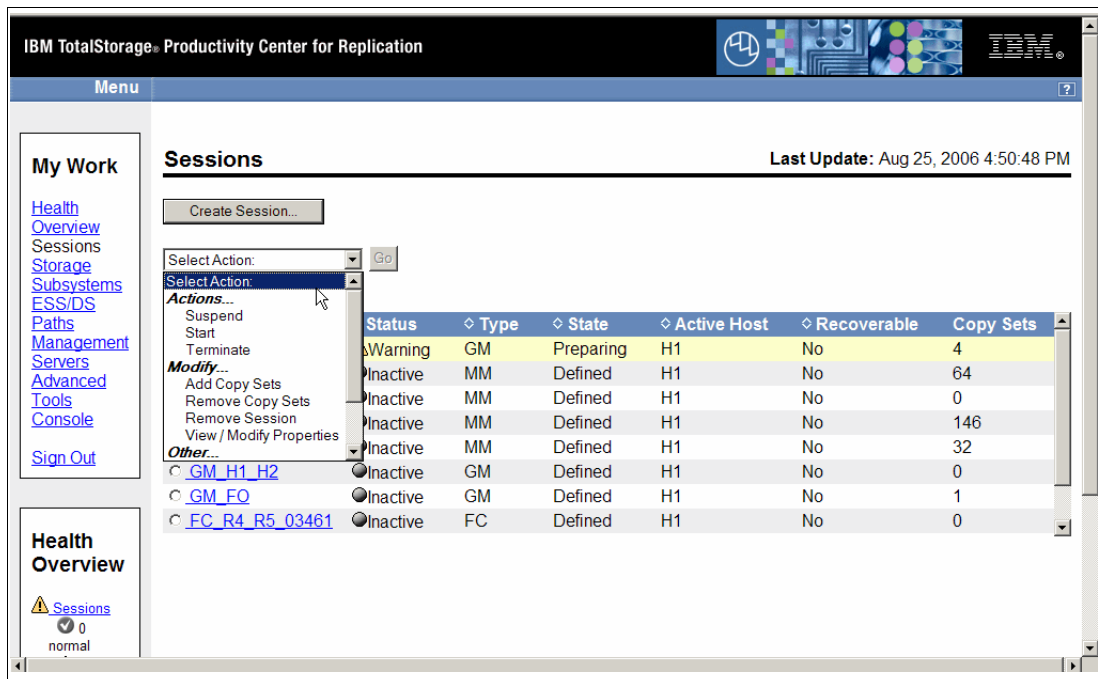 IBM TotalStorage® Productivity Center for Replication
IBM®
Menu
?
My Work
Health
Overview
Sessions
Storage
Subsystems
ESS/DS
Paths
Management
Servers
Advanced
Tools
Console
Sign Out
Health
Overview
Sessions
0
normal
Sessions
Last Update: Aug 25, 2006 4:50:48 PM
Create Session...
Select Action:
Go
Select Action:
Actions...
Suspend
Start
Terminate
Modify...
Add Copy Sets
Remove Copy Sets
Remove Session
View / Modify Properties
Other...
Status Type State Active Host Recoverable Copy Sets
Warning GM Preparing H1 No 4
Inactive MM Defined H1 No 64
Inactive MM Defined H1 No 0
Inactive MM Defined H1 No 146
Inactive MM Defined H1 No 32
GM_H1_H2 Inactive GM Defined H1 No 0
GM_FO Inactive GM Defined H1 No 1
FC_R4_R5_03461 Inactive FC Defined H1 No 0